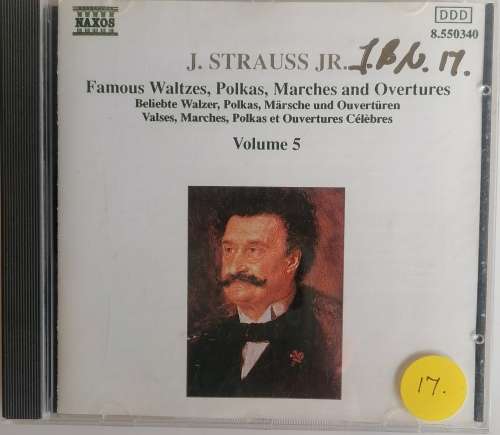 NAXOS
DDD
8.550340
J. STRAUSS JR. J.B.N. 17.
Famous Waltzes, Polkas, Marches and Overtures
Beliebte Walzer, Polkas, Märsche und Ouvertüren
Valses, Marches, Polkas et Ouvertures Célèbres
Volume 5
17.